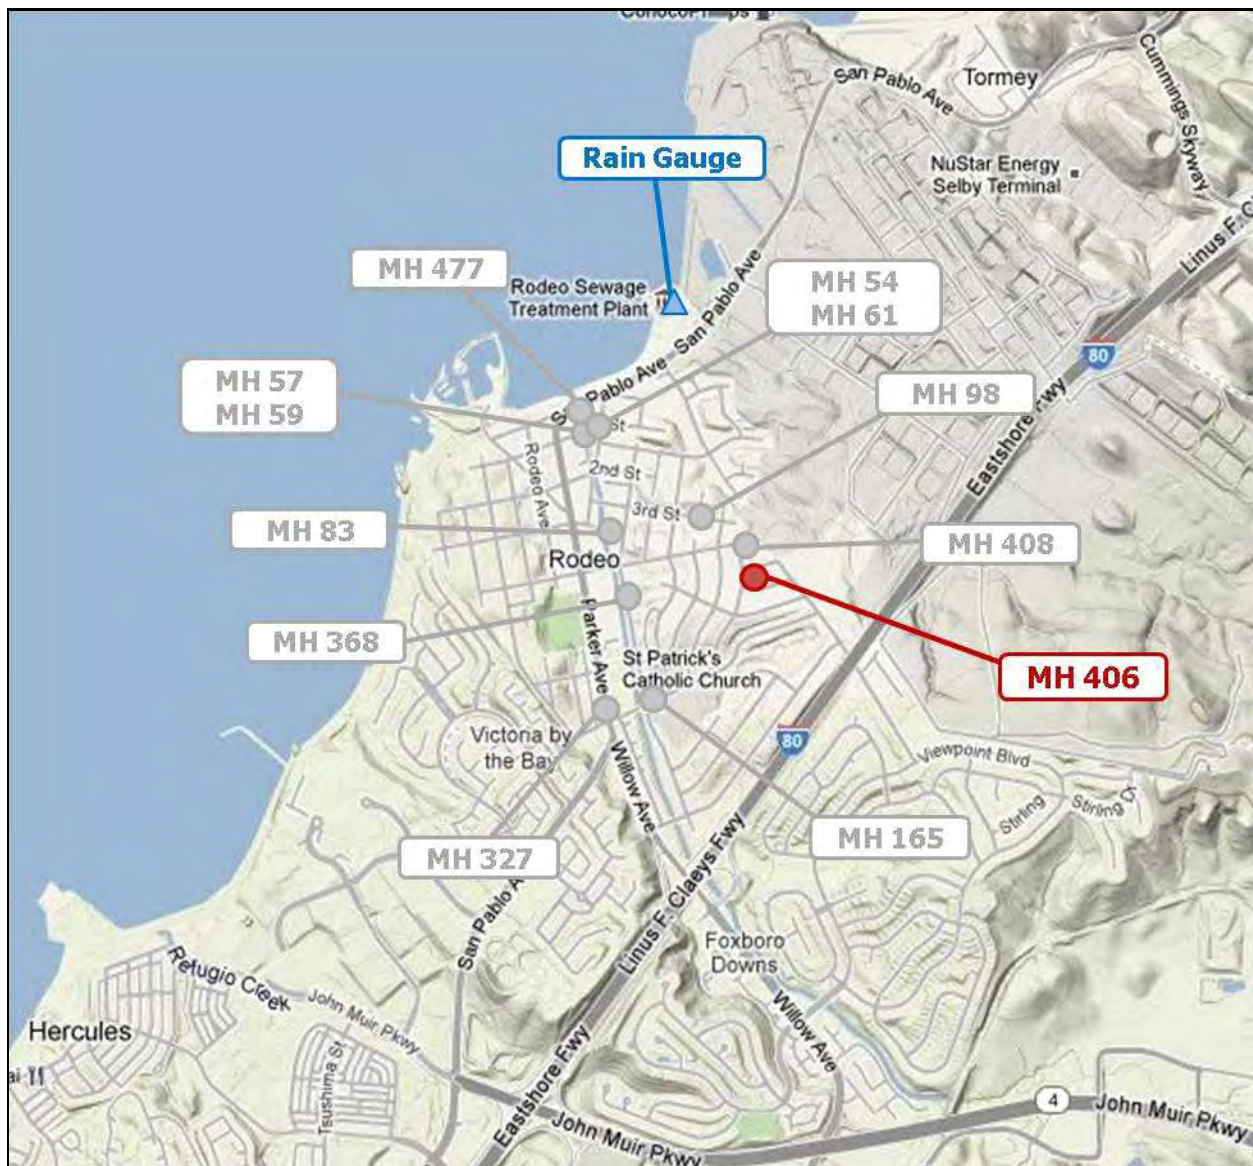 ConocoPhillips
San Pablo Ave
Tormey
Cummings Skyway
Rain Gauge
NuStar Energy
Selby Terminal
Linus F. C
MH 477
Rodeo Sewage
Treatment Plant
San Pablo Ave
MH 54
MH 61
80
MH 57
MH 59
San Pablo Ave
St
MH 98
Eastshore Fwy
Rodeo Ave
2nd St
3rd St
MH 83
Rodeo
MH 408
MH 368
Parker Ave
St Patrick's
Catholic Church
MH 406
Victoria by
the Bay
80
Viewpoint Blvd
Willow Ave
Stirling
Stirling Dr
MH 327
MH 165
Linus F. Claeys Fwy
San Pablo A
Foxboro
Downs
Refugio Creek
John Muir Pkwy
Willow Ave
Hercules
Tsushima St
Eastshore Fwy
ai
4
John Muir Pkwy
John Muir Pkwy